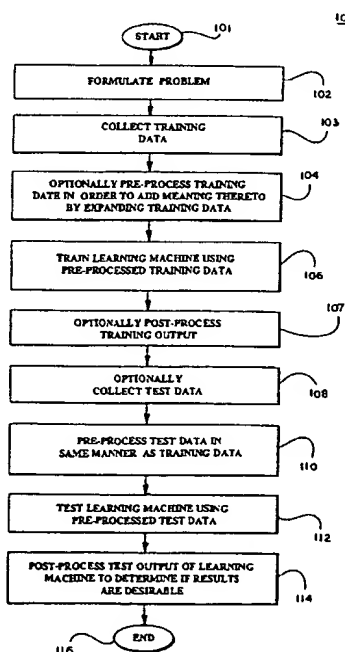 START
101
10
FORMULATE PROBLEM
102
COLLECT TRAINING
DATA
103
OPTIONALLY PRE-PROCESS TRAINING
DATE IN ORDER TO ADD MEANING THERETO
BY EXPANDING TRAINING DATA
104
TRAIN LEARNING MACHINE USING
PRE-PROCESSED TRAINING DATA
106
OPTIONALLY POST-PROCESS
TRAINING OUTPUT
107
OPTIONALLY
COLLECT TEST DATA
108
PRE-PROCESS TEST DATA IN
SAME MANNER AS TRAINING DATA
110
TEST LEARNING MACHINE USING
PRE-PROCESSED TEST DATA
112
POST-PROCESS TEST OUTPUT OF LEARNING
MACHINE TO DETERMINE IF RESULTS
ARE DESIRABLE
114
END
116